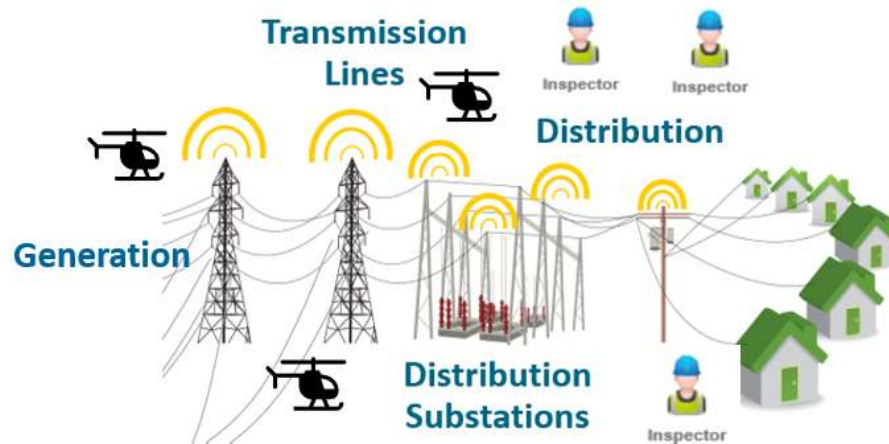 Transmission
Lines
Inspector
Inspector
Distribution
Generation
Distribution
Substations
Inspector